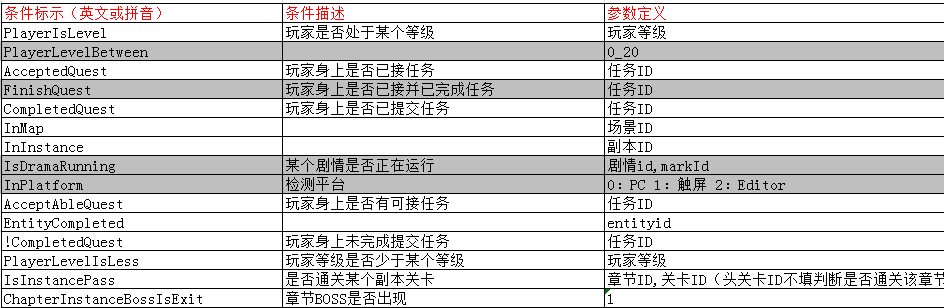 条件标示（英文或拼音） 条件描述 参数定义
PlayerIsLevel 玩家是否处于某个等级 玩家等级
PlayerLevelBetween 0_20
AcceptedQuest 玩家身上是否已接任务 任务ID
FinishQuest 玩家身上是否已接并已完成任务 任务ID
CompletedQuest 玩家身上是否已提交任务 任务ID
InMap 场景ID
InInstance 副本ID
IsDramaRunning 某个剧情是否正在运行 剧情id,markId
InPlatform 检测平台 0：PC 1：触屏 2：Editor
AcceptAbleQuest 玩家身上是否有可接任务 任务ID
EntityCompleted entityid
!CompletedQuest 玩家身上未完成提交任务 任务ID
PlayerLevelIsLess 玩家等级是否少于某个等级 玩家等级
IsInstancePass 是否通关某个副本关卡 章节ID,关卡ID（头关卡ID不填判断是否通关该章节
ChapterInstanceBossIsExit 章节BOSS是否出现 1